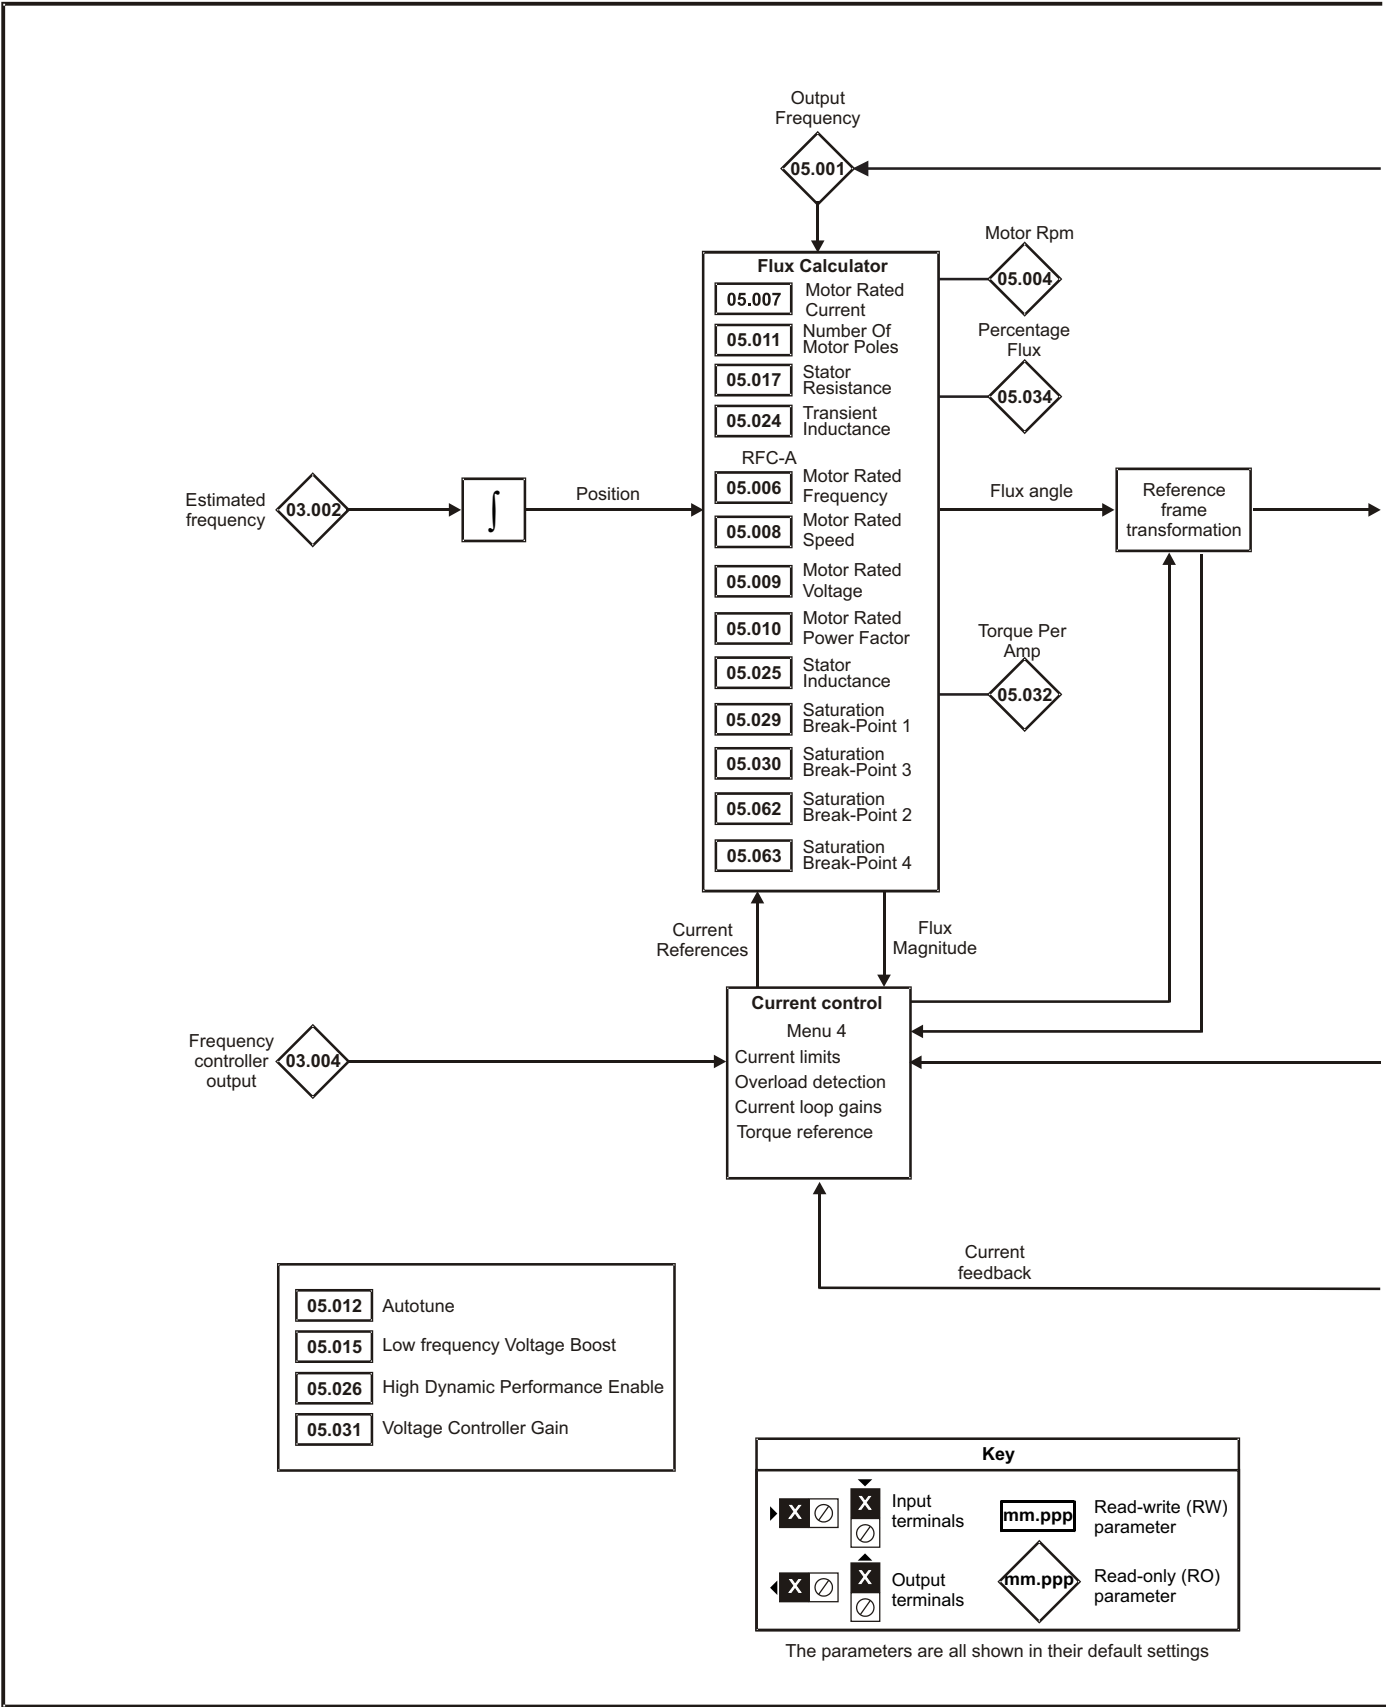 Output
Frequency
05.001
Motor Rpm
05.004
Percentage
Flux
05.034
Flux Calculator
05.007 Motor Rated
Current
05.011 Number Of
Motor Poles
05.017 Stator
Resistance
05.024 Transient
Inductance
RFC-A
05.006 Motor Rated
Frequency
05.008 Motor Rated
Speed
05.009 Motor Rated
Voltage
05.010 Motor Rated
Power Factor
05.025 Stator
Inductance
05.029 Saturation
Break-Point 1
05.030 Saturation
Break-Point 3
05.062 Saturation
Break-Point 2
05.063 Saturation
Break-Point 4
Estimated
frequency
03.002
∫
Position
Flux angle
Reference
frame
transformation
Torque Per
Amp
05.032
Current
References
Flux
Magnitude
Frequency
controller
output
03.004
Current control
Menu 4
Current limits
Overload detection
Current loop gains
Torque reference
Current
feedback
05.012 Autotune
05.015 Low frequency Voltage Boost
05.026 High Dynamic Performance Enable
05.031 Voltage Controller Gain
Key
X X Input
terminals
mm.ppp Read-write (RW)
parameter
X X Output
terminals
mm.ppp Read-only (RO)
parameter
The parameters are all shown in their default settings